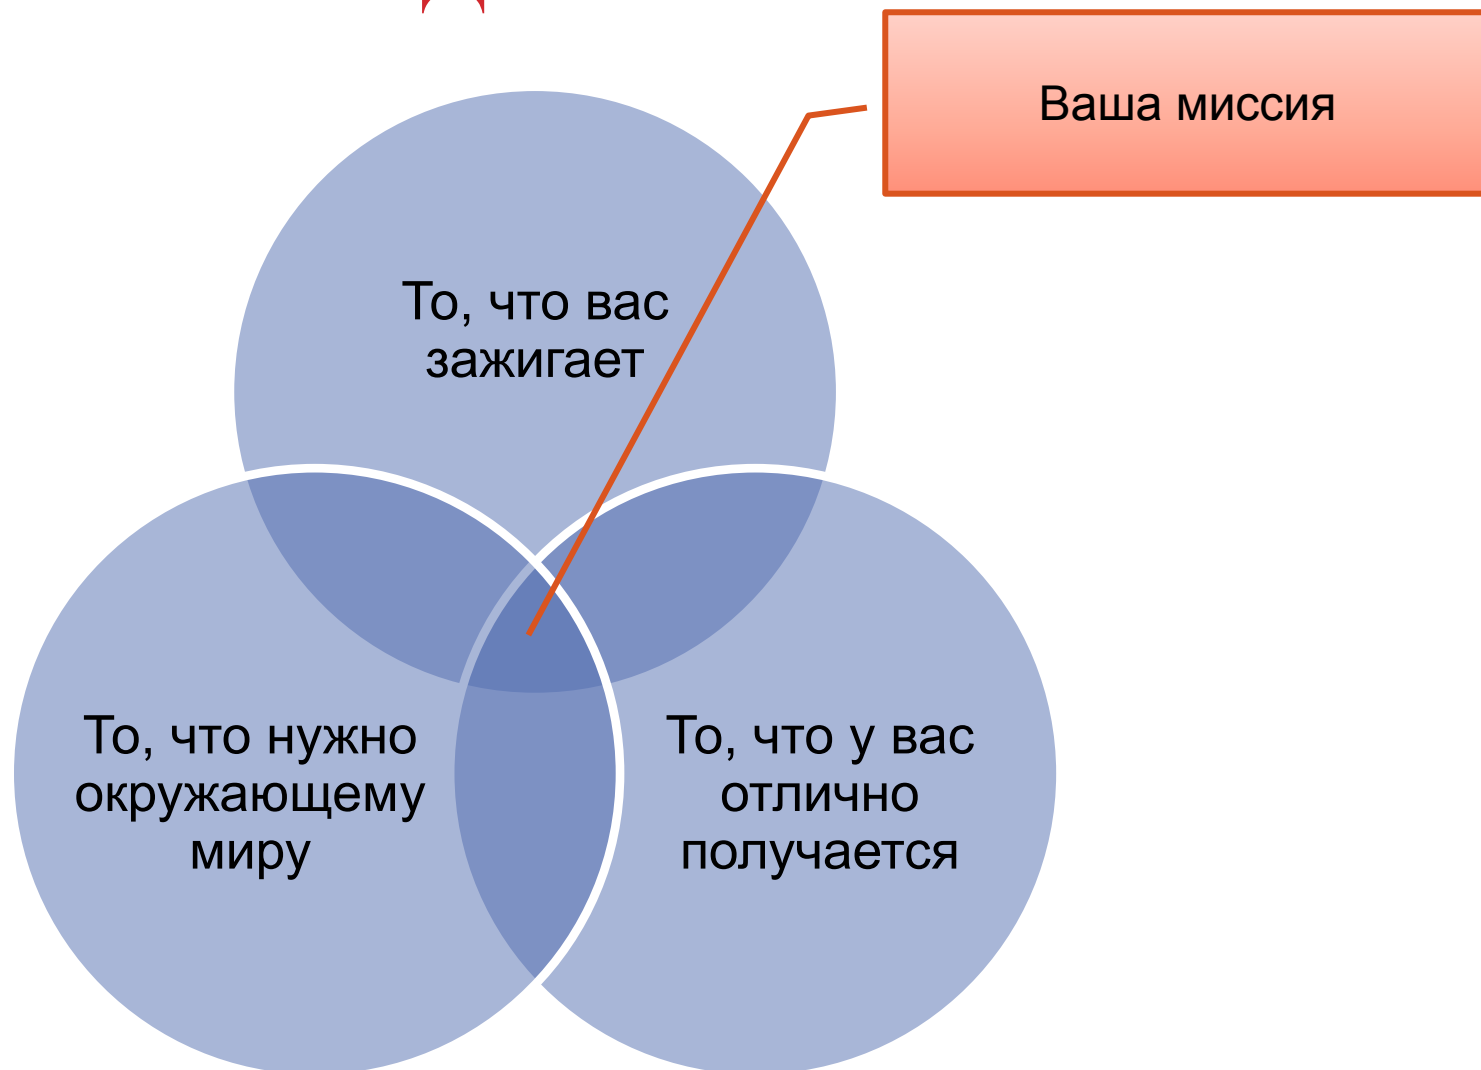 Ваша миссия
То, что вас
зажигает
То, что нужно
окружающему
миру
То, что у вас
отлично
получается